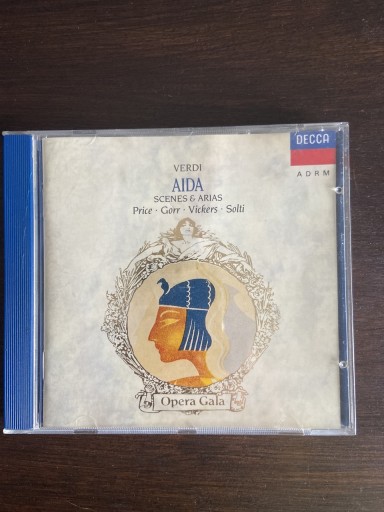 DECCA
ADRM
VERDI
AIDA
SCENES & ARIAS
Price · Gorr · Vickers · Solti
Opera Gala